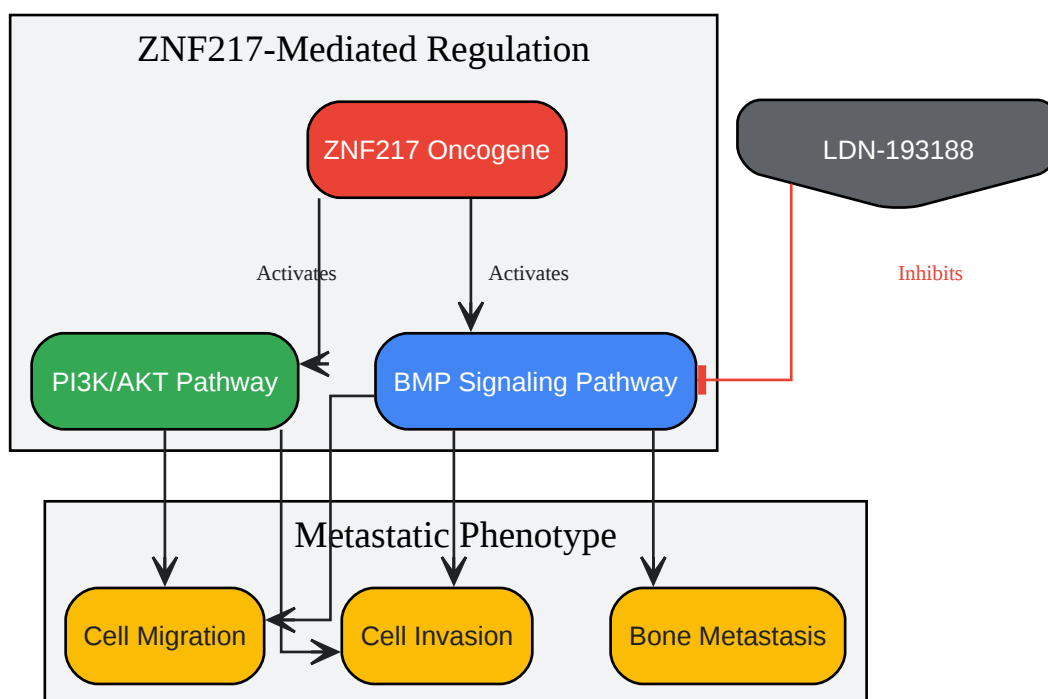 ZNF217-Mediated Regulation
ZNF217 Oncogene
LDN-193188
Activates
Activates
Inhibits
PI3K/AKT Pathway
BMP Signaling Pathway
Metastatic Phenotype
Cell Migration
Cell Invasion
Bone Metastasis